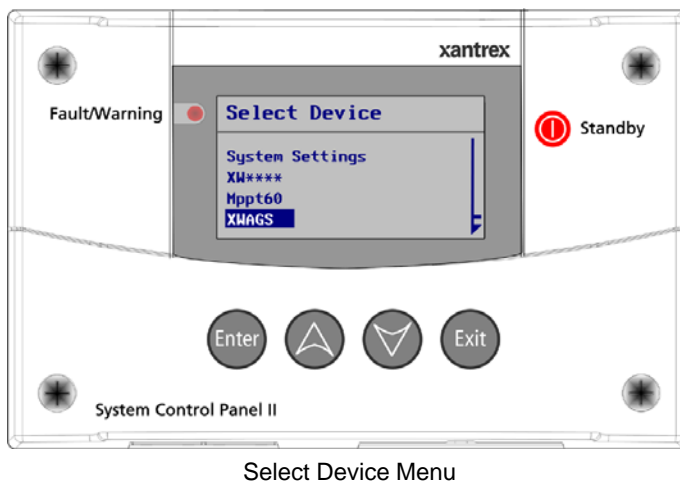 xantrex
Fault/Warning
Select Device
Standby
System Settings
XW****
Mppt60
XWAGS
Enter
Exit
System Control Panel II
Select Device Menu